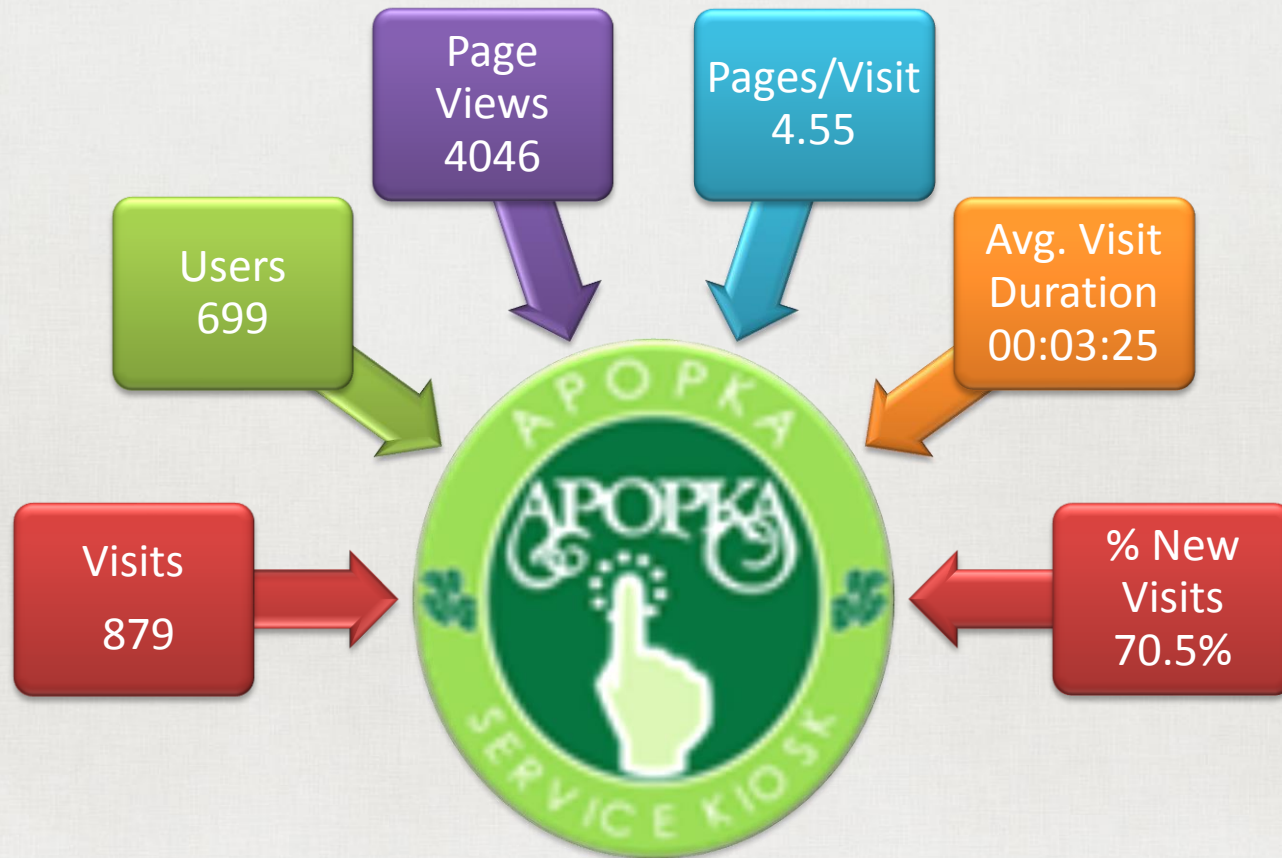 Page
Views
4046
Pages/Visit
4.55
Users
699
Avg. Visit
Duration
00:03:25
Visits
879
% New
Visits
70.5%
APOPKA
APOPKA
SERVICE KIOSK